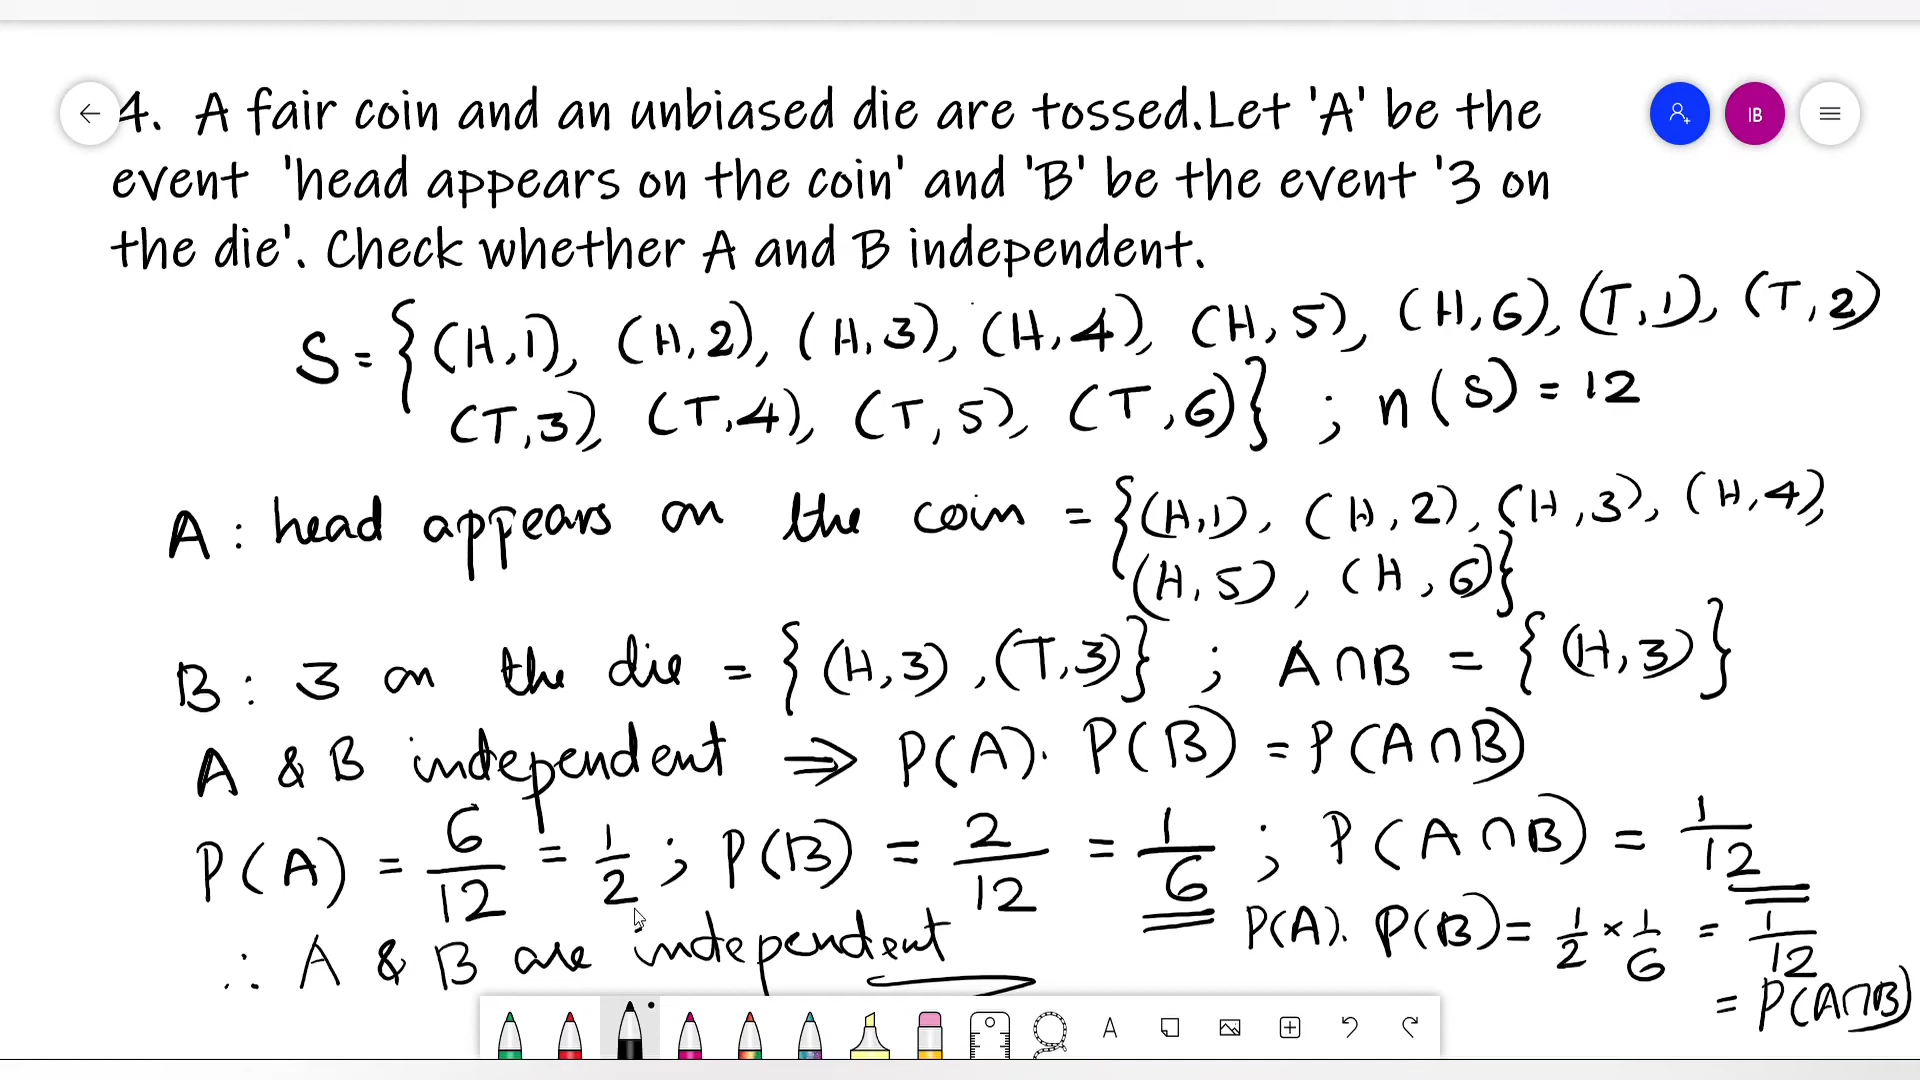 4. A fair coin and an unbiased die are tossed.Let 'A' be the
event 'head appears on the coin' and 'B' be the event '3 on
the die'. Check whether A and B independent.
S = {(H,1), (H,2), (H,3), (H,4), (H,5), (H,6), (T,1), (T,2)
(T,3), (T,4), (T,5), (T,6)} ; n(S) = 12
A : head appears on the coin = {(H,1), (H,2), (H,3), (H,4),
(H,5), (H,6)}
B : 3 on the die = {(H,3), (T,3)} ; A∩B = {(H,3)}
A & B independent ⇒ P(A). P(B) = P(A∩B)
P(A) = 6/12 = 1/2 ; P(B) = 2/12 = 1/6 ; P(A∩B) = 1/12
P(A). P(B) = 1/2 × 1/6 = 1/12
= P(A∩B)
∴ A & B are independent
IB
A